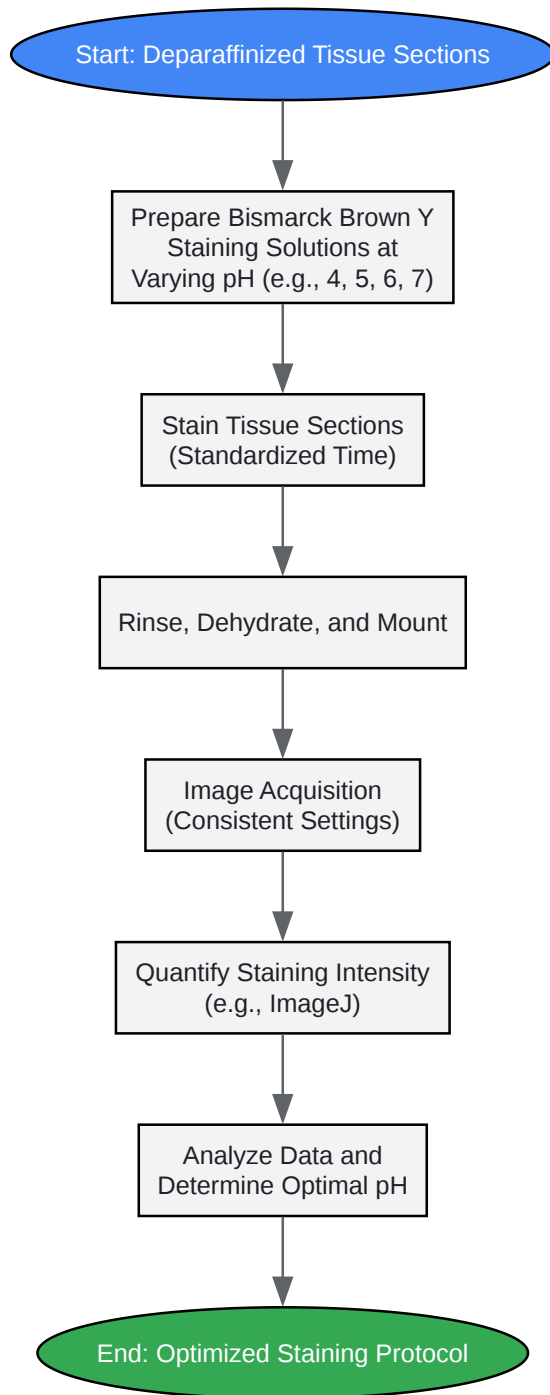 Start: Deparaffinized Tissue Sections
Prepare Bismarck Brown Y
Staining Solutions at
Varying pH (e.g., 4, 5, 6, 7)
Stain Tissue Sections
(Standardized Time)
Rinse, Dehydrate, and Mount
Image Acquisition
(Consistent Settings)
Quantify Staining Intensity
(e.g., ImageJ)
Analyze Data and
Determine Optimal pH
End: Optimized Staining Protocol